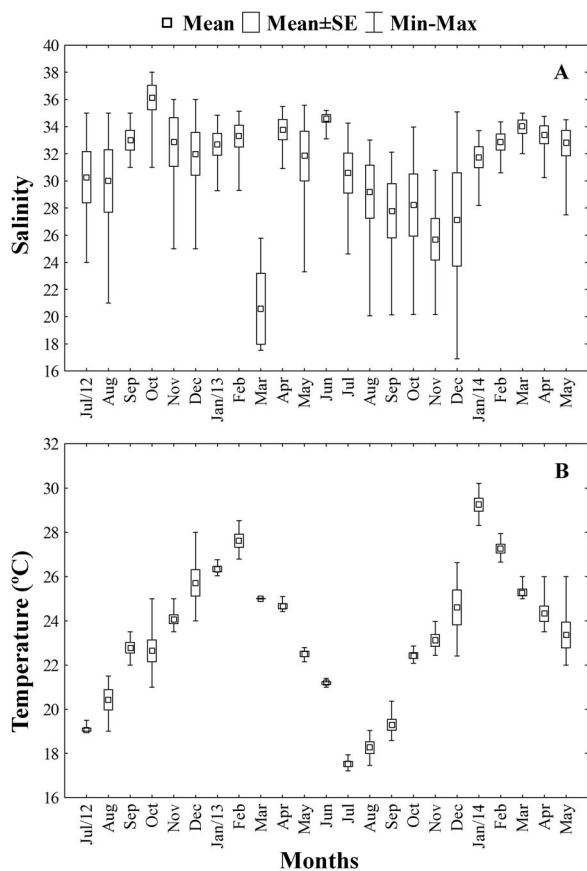 Mean Mean±SE Min-Max
A
Salinity
40
38
36
34
32
30
28
26
24
22
20
18
16
Jul/12 Aug Sep Oct Nov Dec Jan/13 Feb Mar Apr May Jun Jul Aug Sep Oct Nov Dec Jan/14 Feb Mar Apr May
B
Temperature (ºC)
32
30
28
26
24
22
20
18
16
Jul/12 Aug Sep Oct Nov Dec Jan/13 Feb Mar Apr May Jun Jul Aug Sep Oct Nov Dec Jan/14 Feb Mar Apr May
Months